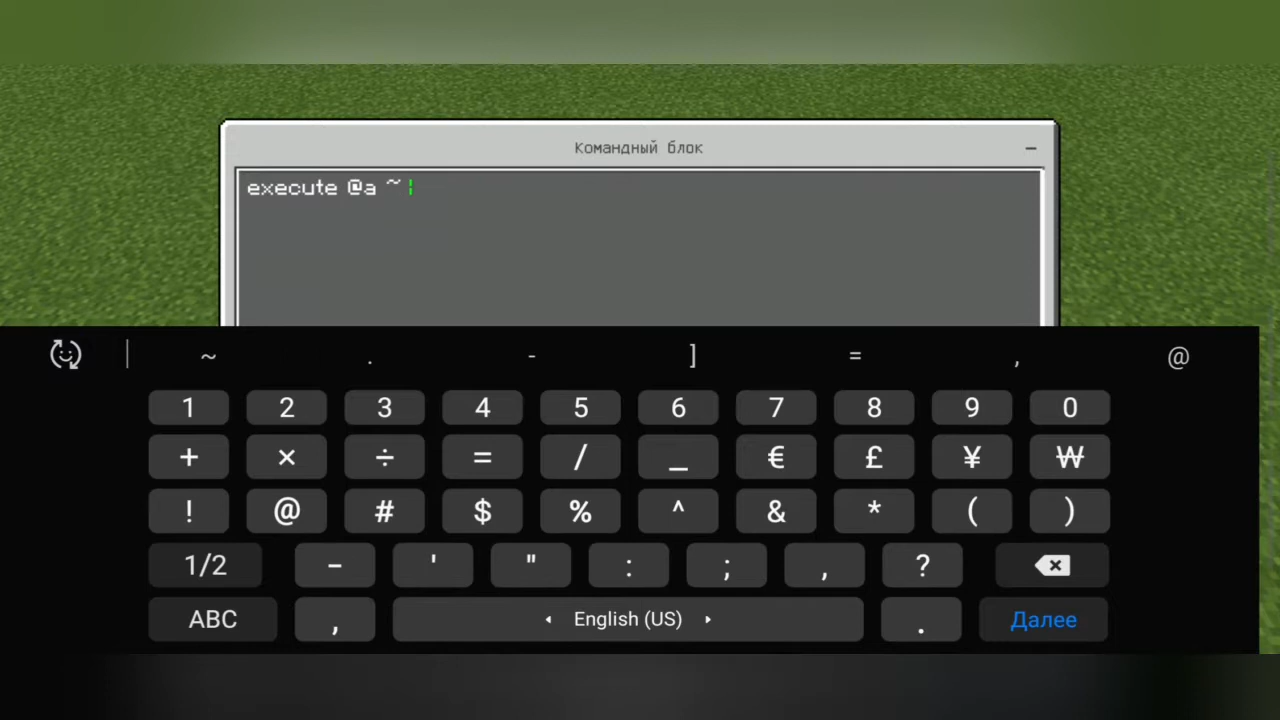 Командный блок
execute @a ~
~ . - ] = , @
1 2 3 4 5 6 7 8 9 0
+ × ÷ = / _ € £ ¥ ₩
! @ # $ % ^ & * ( )
1/2 - ' " : ; , ?
ABC , English (US) . Далее